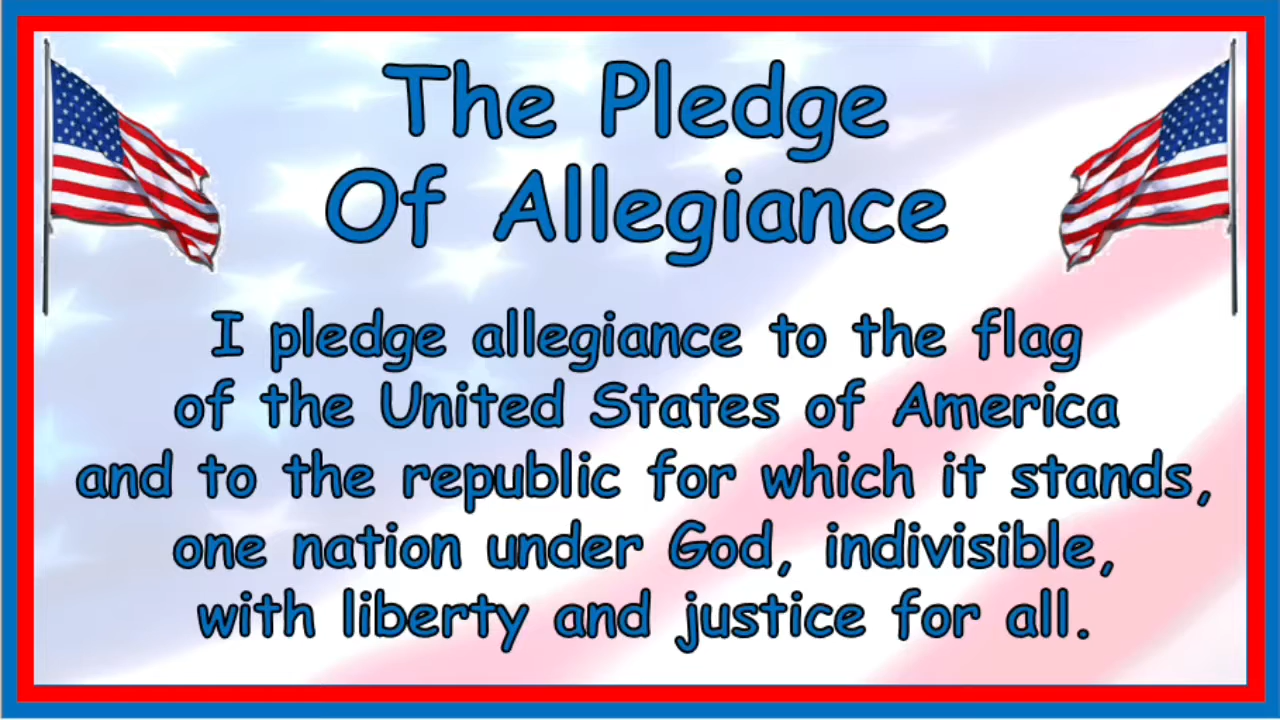 The Pledge
Of Allegiance
I pledge allegiance to the flag
of the United States of America
and to the republic for which it stands,
one nation under God, indivisible,
with liberty and justice for all.